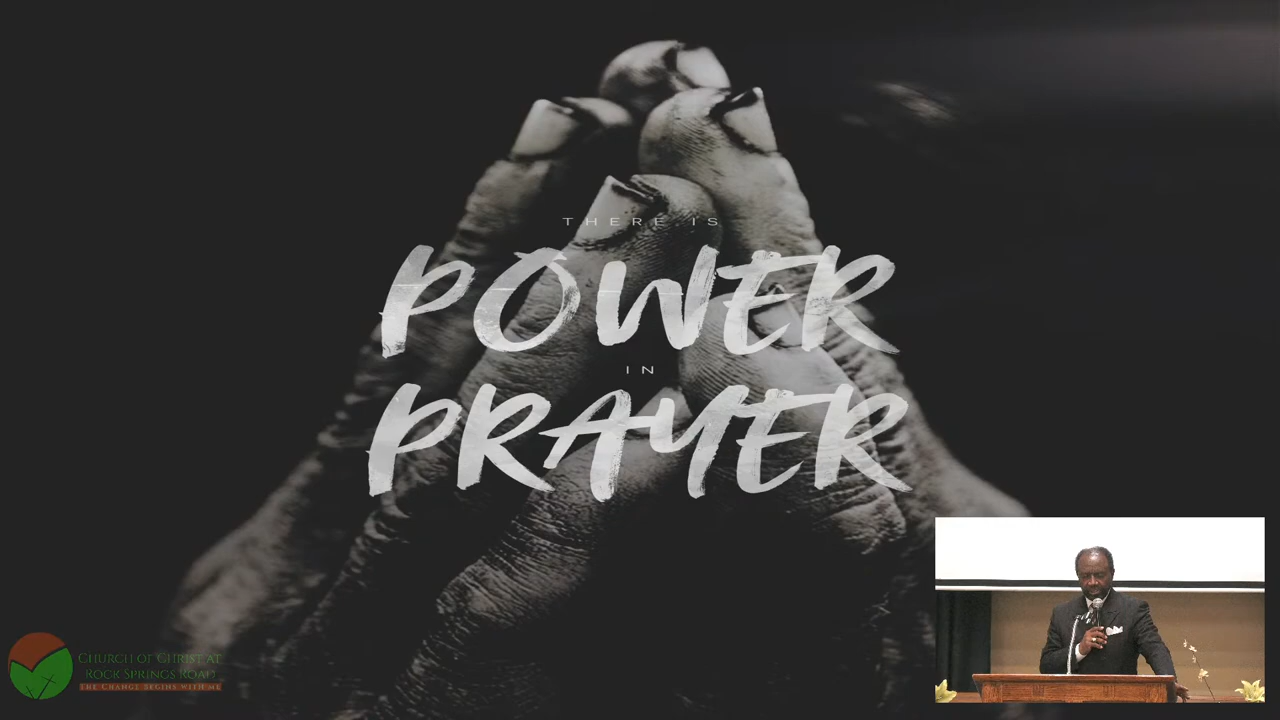 THERE IS
POWER
IN
PRAYER
CHURCH OF CHRIST AT
ROCK SPRINGS ROAD
THE CHANGE BEGINS WITH ME